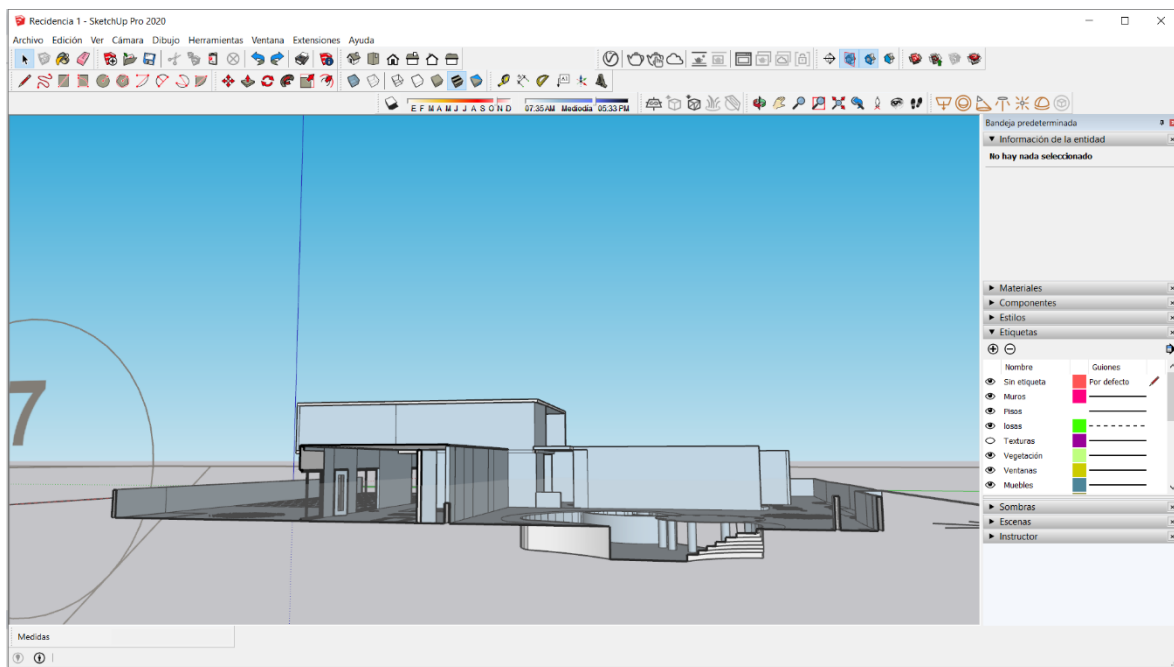 Recidencia 1 - SketchUp Pro 2020
Archivo Edición Ver Cámara Dibujo Herramientas Ventana Extensiones Ayuda
E F M A M J J A S O N D 07:35 AM Mediodía 05:33 PM
Bandeja predeterminada
Información de la entidad
No hay nada seleccionado
Materiales
Componentes
Estilos
Etiquetas
Nombre Guiones
Sin etiqueta Por defecto
Muros
Pisos
losas
Texturas
Vegetación
Ventanas
Muebles
Sombras
Escenas
Instructor
7
Medidas